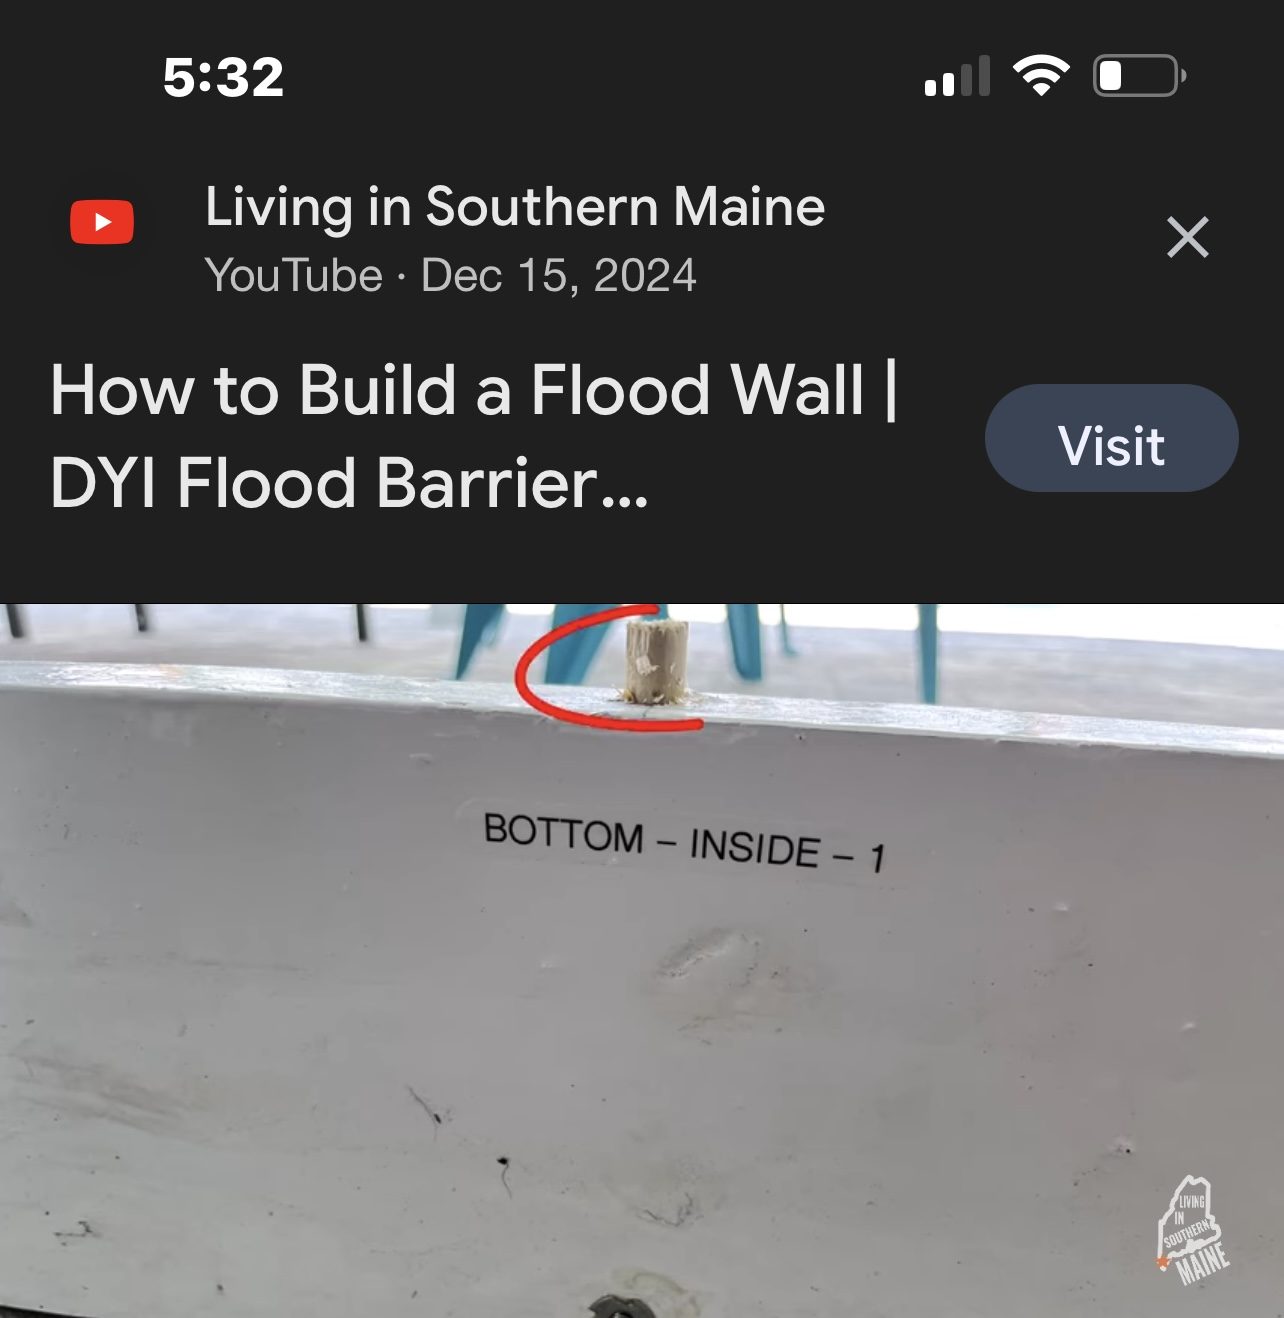 5:32
Living in Southern Maine
YouTube · Dec 15, 2024
How to Build a Flood Wall |
DYI Flood Barrier...
Visit
BOTTOM – INSIDE – 1
LIVING
IN
SOUTHERN
MAINE